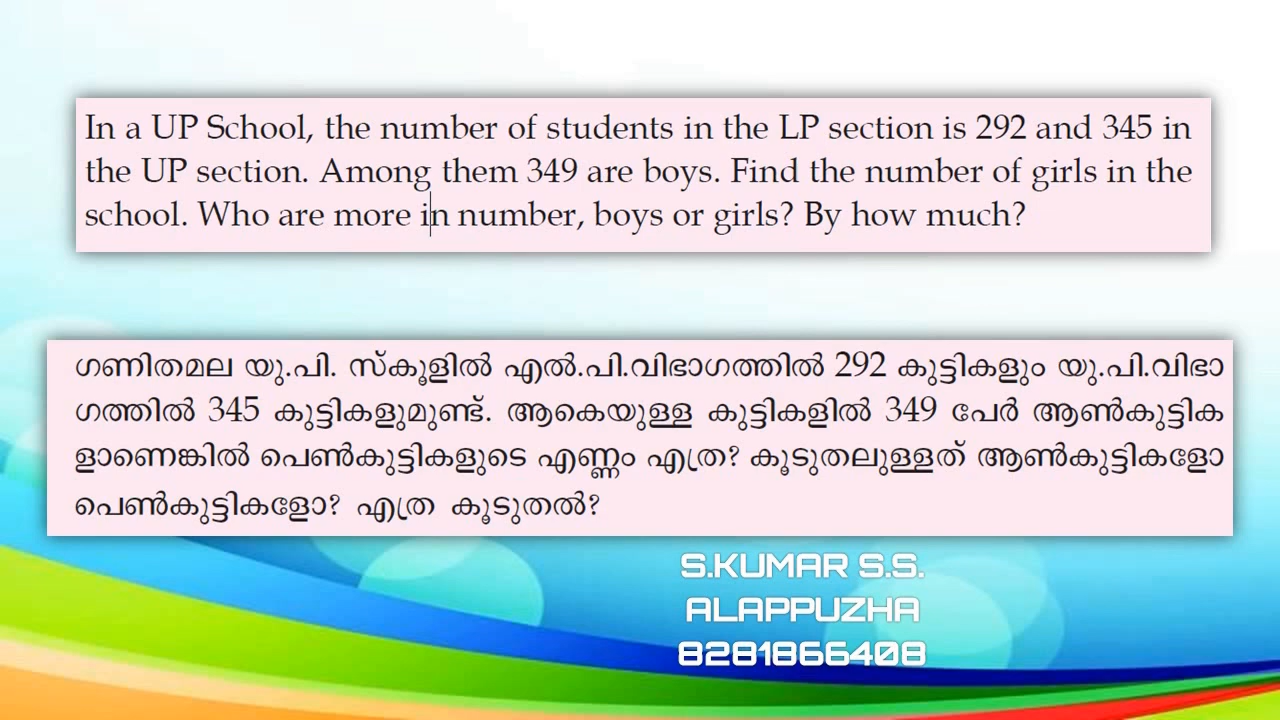 In a UP School, the number of students in the LP section is 292 and 345 in
the UP section. Among them 349 are boys. Find the number of girls in the
school. Who are more in number, boys or girls? By how much?
ഗണിതമല യു.പി. സ്കൂളിൽ എൽ.പി.വിഭാഗത്തിൽ 292 കുട്ടികളും യു.പി.വിഭാ
ഗത്തിൽ 345 കുട്ടികളുമുണ്ട്. ആകെയുള്ള കുട്ടികളിൽ 349 പേർ ആൺകുട്ടിക
ളാണെങ്കിൽ പെൺകുട്ടികളുടെ എണ്ണം എത്ര? കൂടുതലുള്ളത് ആൺകുട്ടികളോ
പെൺകുട്ടികളോ? എത്ര കൂടുതൽ?
S.KUMAR S.S.
ALAPPUZHA
8281866408